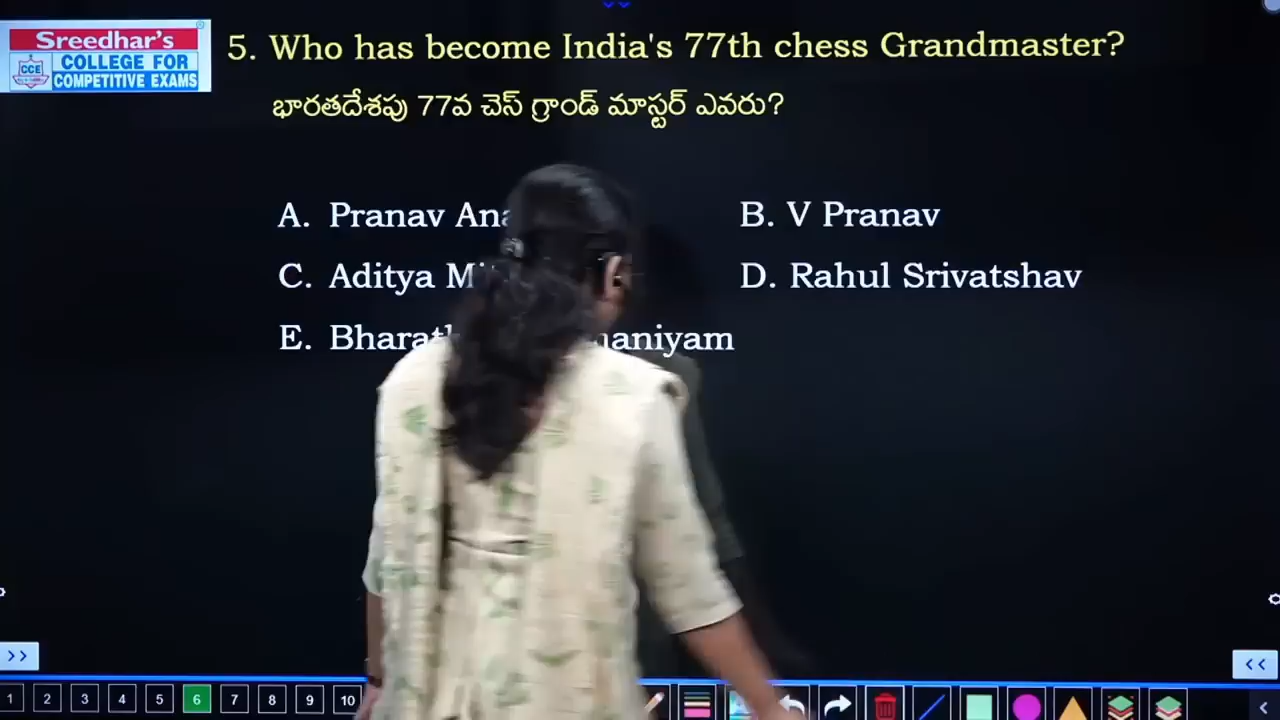 Sreedhar's
CCE
COLLEGE FOR
COMPETITIVE EXAMS
5. Who has become India's 77th chess Grandmaster?
భారతదేశపు 77వ చెస్ గ్రాండ్ మాస్టర్ ఎవరు?
A. Pranav B. V Pranav
C. Aditya D. Rahul Srivatshav
E.
>> <<
1 2 3 4 5 6 7 8 9 10